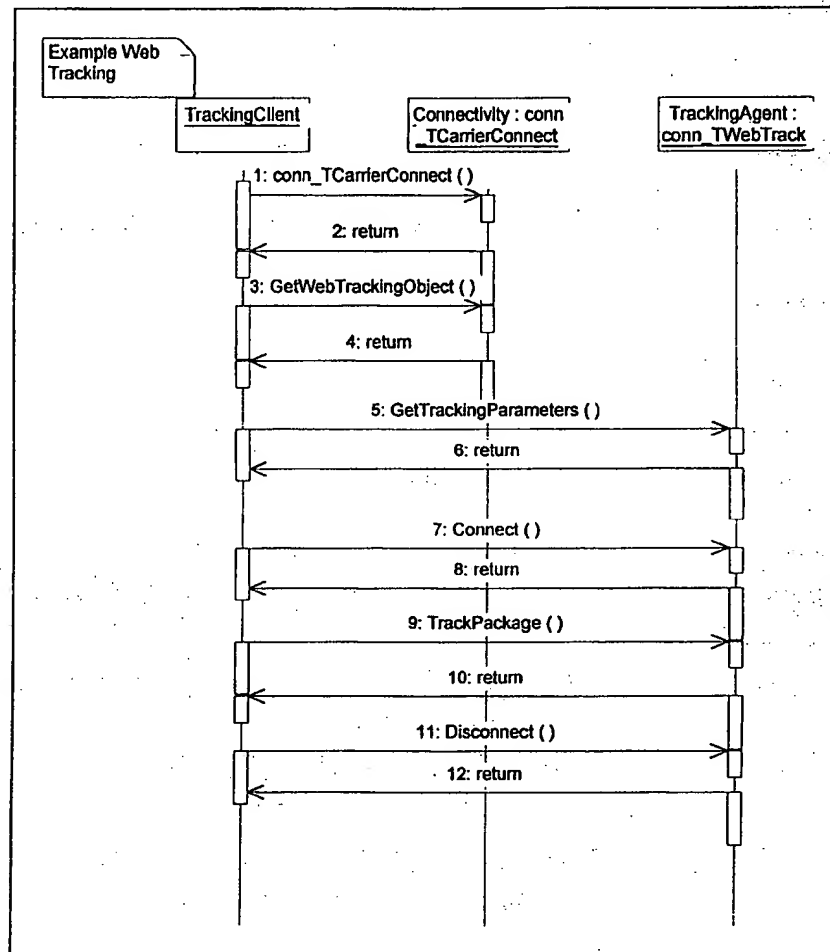 Example Web
Tracking
TrackingClient
Connectivity : conn
_TCarrierConnect
TrackingAgent :
conn_TWebTrack
1: conn_TCarrierConnect ( )
2: return
3: GetWebTrackingObject ( )
4: return
5: GetTrackingParameters ( )
6: return
7: Connect ( )
8: return
9: TrackPackage ( )
10: return
11: Disconnect ( )
12: return